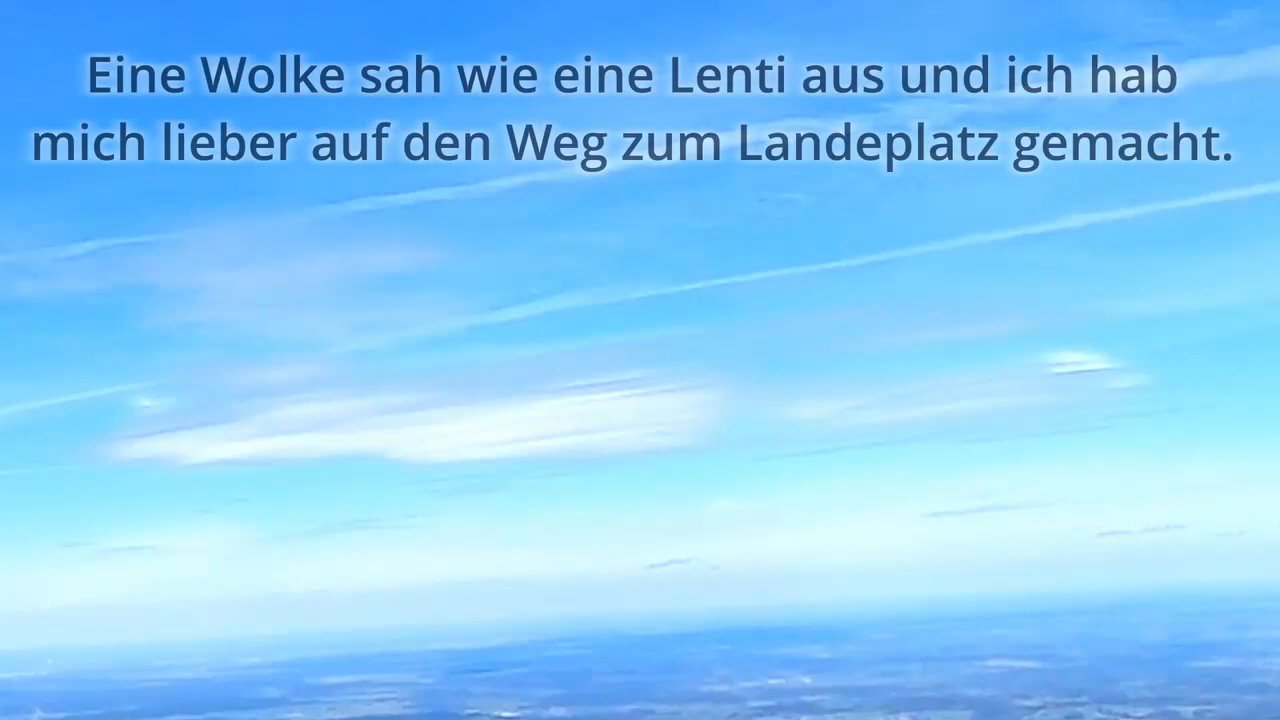 Eine Wolke sah wie eine Lenti aus und ich hab
mich lieber auf den Weg zum Landeplatz gemacht.